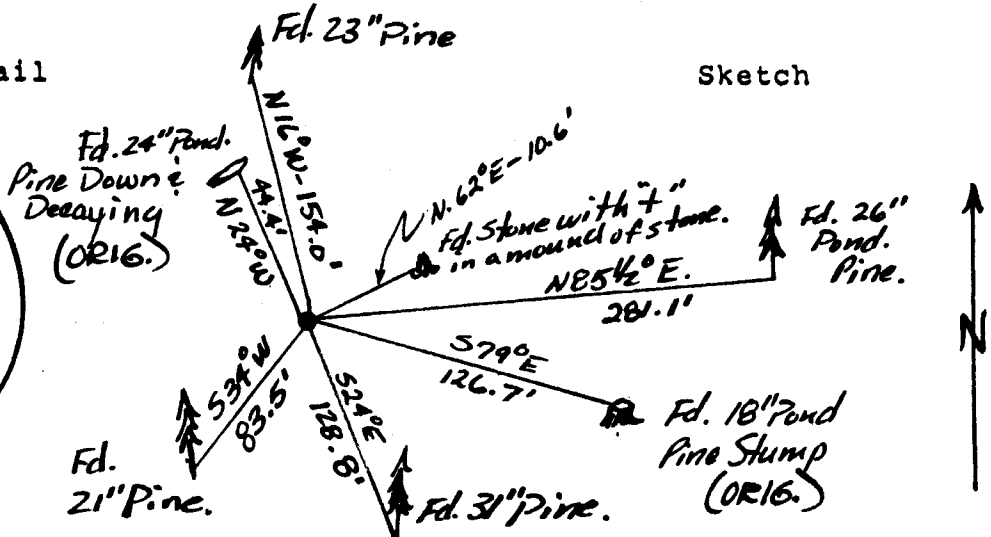 ail
Sketch
Fd. 23" Pine
N16°W-154.0'
Fd. 24" Pond.
Pine Down &
Decaying
(ORIG.)
44.4'
N24°W
N.62°E-10.6'
Fd. Stone with "+"
in a mound of stone.
Fd. 26"
Pond.
Pine.
N85½°E.
281.1'
S79°E
126.7'
Fd. 18" Pond
Pine Stump
(ORIG.)
S34°W
83.5'
S24°E
128.8'
Fd.
21" Pine.
Fd. 31" Pine.
N